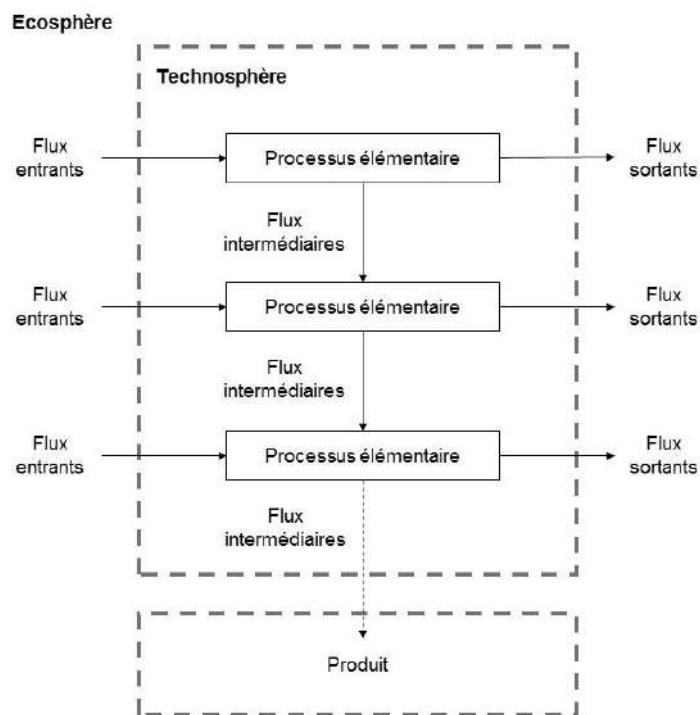 Ecosphère
Technosphère
Flux
entrants
Processus élémentaire
Flux
sortants
Flux
intermédiaires
Flux
entrants
Processus élémentaire
Flux
sortants
Flux
intermédiaires
Flux
entrants
Processus élémentaire
Flux
sortants
Flux
intermédiaires
Produit